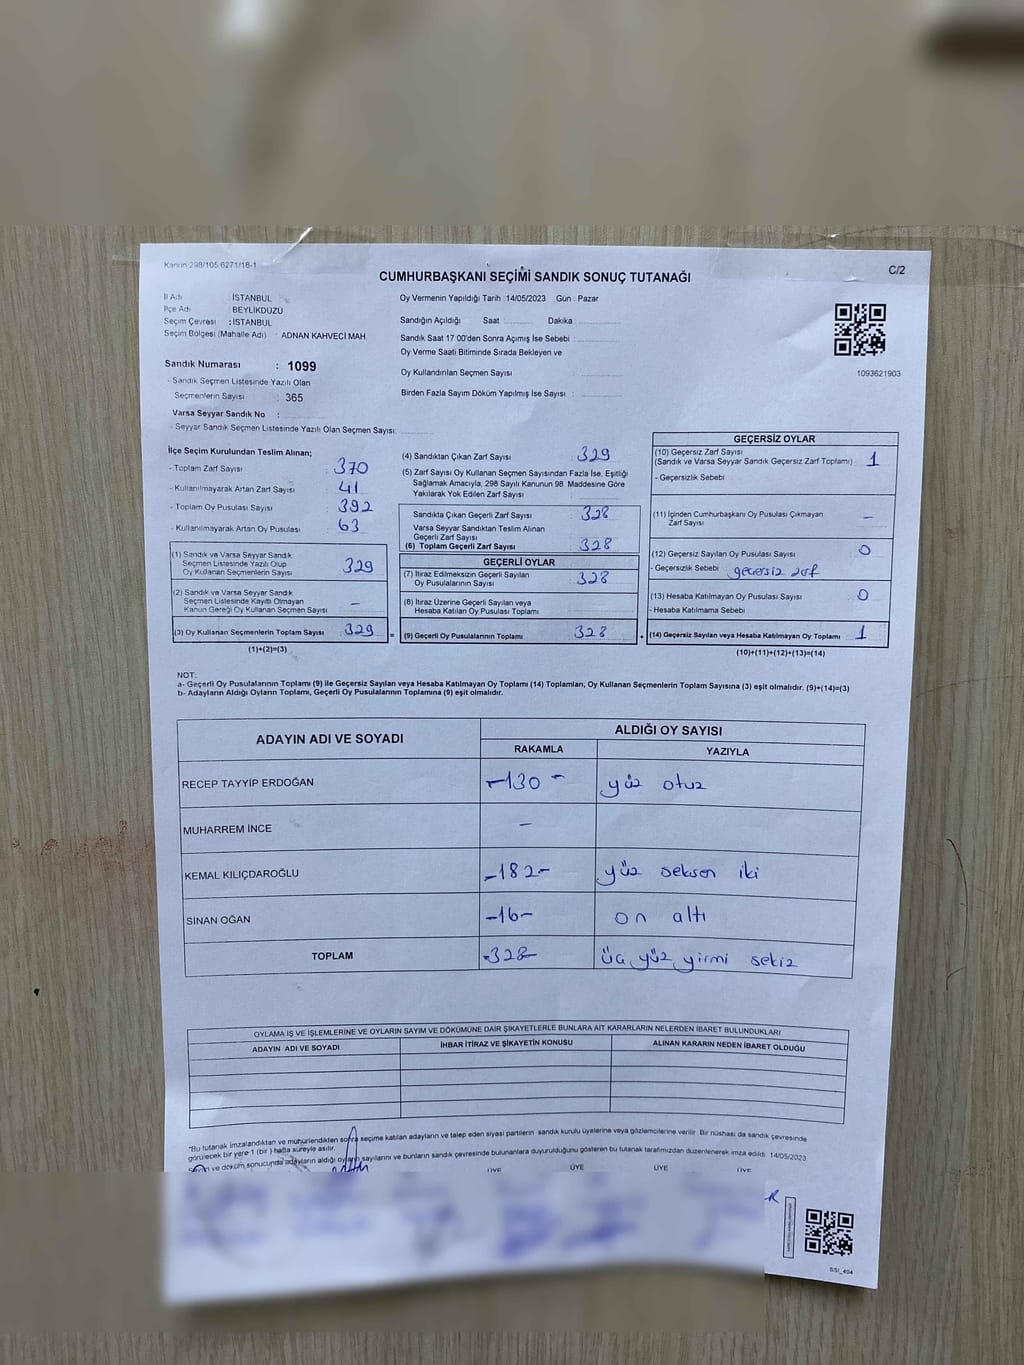 Kanun 298/105 6271/18-1
CUMHURBAŞKANI SEÇİMİ SANDIK SONUÇ TUTANAĞI
C/2
İl Adı : İSTANBUL
İlçe Adı : BEYLİKDÜZÜ
Seçim Çevresi : İSTANBUL
Seçim Bölgesi (Mahalle Adı) : ADNAN KAHVECİ MAH.
Oy Vermenin Yapıldığı Tarih : 14/05/2023 Gün : Pazar
Sandığın Açıldığı Saat Dakika :
Sandık Saat 17:00'den Sonra Açımış İse Sebebi :
Oy Verme Saati Bitiminde Sırada Bekleyen ve
Oy Kullandırılan Seçmen Sayısı
Birden Fazla Sayım Döküm Yapılmış İse Sayısı :
1093621903
Sandık Numarası : 1099
- Sandık Seçmen Listesinde Yazılı Olan
Seçmenlerin Sayısı : 365
Varsa Seyyar Sandık No :
- Seyyar Sandık Seçmen Listesinde Yazılı Olan Seçmen Sayısı:
İlçe Seçim Kurulundan Teslim Alınan;
- Toplam Zarf Sayısı : 370
- Kullanılmayarak Artan Zarf Sayısı : 41
- Toplam Oy Pusulası Sayısı : 392
- Kullanılmayarak Artan Oy Pusulası : 63
(1) Sandık ve Varsa Seyyar Sandık
Seçmen Listesinde Yazılı Olup
Oy Kullanan Seçmenlerin Sayısı 329
(2) Sandık ve Varsa Seyyar Sandık
Seçmen Listesinde Kayıtlı Olmayan
Kanun Gereği Oy Kullanan Seçmen Sayısı : –
(3) Oy Kullanan Seçmenlerin Toplam Sayısı 329
(1)+(2)=(3)
(4) Sandıktan Çıkan Zarf Sayısı : 329
(5) Zarf Sayısı Oy Kullanan Seçmen Sayısından Fazla İse, Eşitliği
Sağlamak Amacıyla, 298 Sayılı Kanunun 98. Maddesine Göre
Yakılarak Yok Edilen Zarf Sayısı :
Sandıkta Çıkan Geçerli Zarf Sayısı : 328
Varsa Seyyar Sandıktan Teslim Alınan
Geçerli Zarf Sayısı :
(6) Toplam Geçerli Zarf Sayısı : 328
GEÇERLİ OYLAR
(7) İtiraz Edilmeksizin Geçerli Sayılan
Oy Pusulalarının Sayısı : 328
(8) İtiraz Üzerine Geçerli Sayılan veya
Hesaba Katılan Oy Pusulası Toplamı :
= (9) Geçerli Oy Pusulalarının Toplamı : 328
GEÇERSİZ OYLAR
(10) Geçersiz Zarf Sayısı
(Sandık ve Varsa Seyyar Sandık Geçersiz Zarf Toplamı) : 1
- Geçersizlik Sebebi
(11) İçinden Cumhurbaşkanı Oy Pusulası Çıkmayan
Zarf Sayısı –
(12) Geçersiz Sayılan Oy Pusulası Sayısı : 0
- Geçersizlik Sebebi : geçersiz zarf
(13) Hesaba Katılmayan Oy Pusulası Sayısı : 0
- Hesaba Katılmama Sebebi
+ (14) Geçersiz Sayılan veya Hesaba Katılmayan Oy Toplamı : 1
(10)+(11)+(12)+(13)=(14)
NOT:
a- Geçerli Oy Pusulalarının Toplamı (9) ile Geçersiz Sayılan veya Hesaba Katılmayan Oy Toplamı (14) Toplamları, Oy Kullanan Seçmenlerin Toplam Sayısına (3) eşit olmalıdır. (9)+(14)=(3)
b- Adayların Aldığı Oyların Toplamı, Geçerli Oy Pusulalarının Toplamına (9) eşit olmalıdır.
ADAYIN ADI VE SOYADI
ALDIĞI OY SAYISI
RAKAMLA YAZIYLA
RECEP TAYYİP ERDOĞAN –130– yüz otuz
MUHARREM İNCE –
KEMAL KILIÇDAROĞLU –182– yüz seksen iki
SİNAN OĞAN –16– on altı
TOPLAM –328– üç yüz yirmi sekiz
OYLAMA İŞ VE İŞLEMLERİNE VE OYLARIN SAYIM VE DÖKÜMÜNE DAİR ŞİKAYETLERLE BUNLARA AİT KARARLARIN NELERDEN İBARET BULUNDUKLARI
ADAYIN ADI VE SOYADI İHBAR İTİRAZ VE ŞİKAYETİN KONUSU ALINAN KARARIN NEDEN İBARET OLDUĞU
"Bu tutanak imzalandıktan ve mühürlendikten sonra seçime katılan adayların ve talep eden siyasi partilerin sandık kurulu üyelerine veya gözlemcilerine verilir. Bir nüshası da sandık çevresinde
görülecek bir yere 1 (bir) hafta süreyle asılır.
Sayım ve döküm sonucunda adayların aldığı oyların sayılarını ve bunların sandık çevresinde bulunanlara duyurulduğunu gösteren bu tutanak tarafımızdan düzenlenerek imza edildi. 14/05/2023
ÜYE ÜYE ÜYE ÜYE
SSİ_404